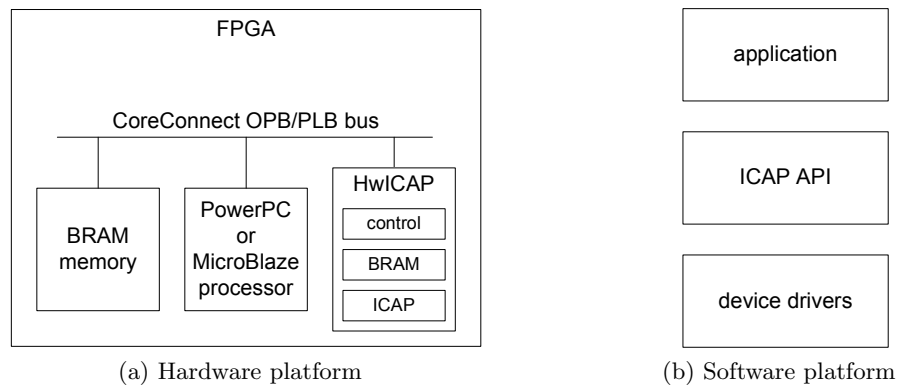 FPGA
CoreConnect OPB/PLB bus
BRAM
memory
PowerPC
or
MicroBlaze
processor
HwICAP
control
BRAM
ICAP
(a) Hardware platform
application
ICAP API
device drivers
(b) Software platform